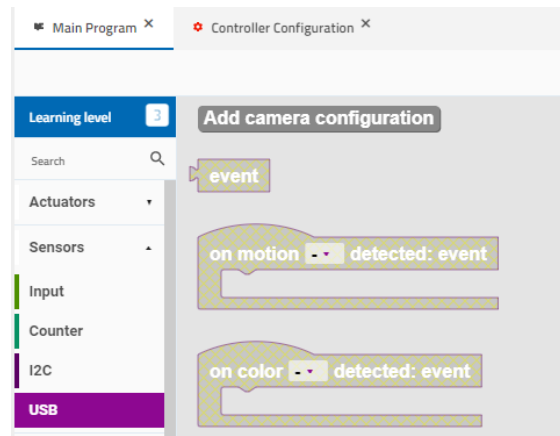 Main Program ×
Controller Configuration ×
Learning level 3
Search
Actuators
Sensors
Input
Counter
I2C
USB
Add camera configuration
event
on motion - detected: event
on color - detected: event